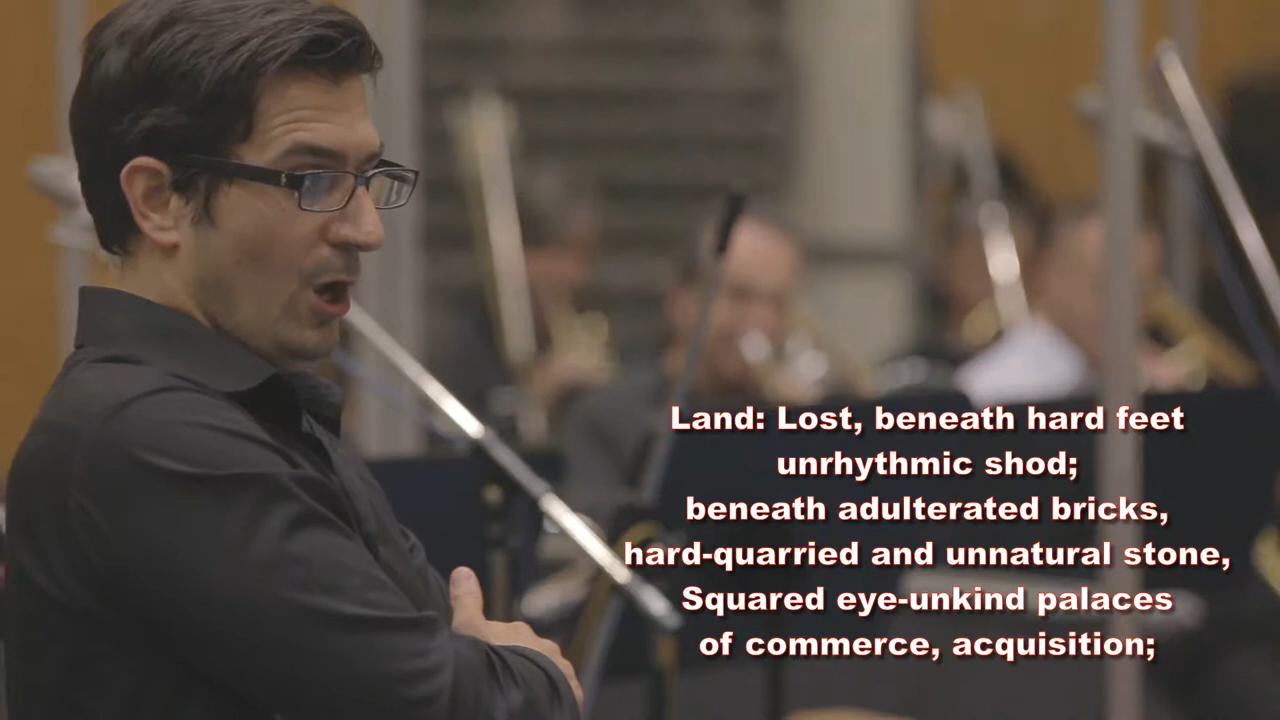 Land: Lost, beneath hard feet
unrhythmic shod;
beneath adulterated bricks,
hard-quarried and unnatural stone,
Squared eye-unkind palaces
of commerce, acquisition;